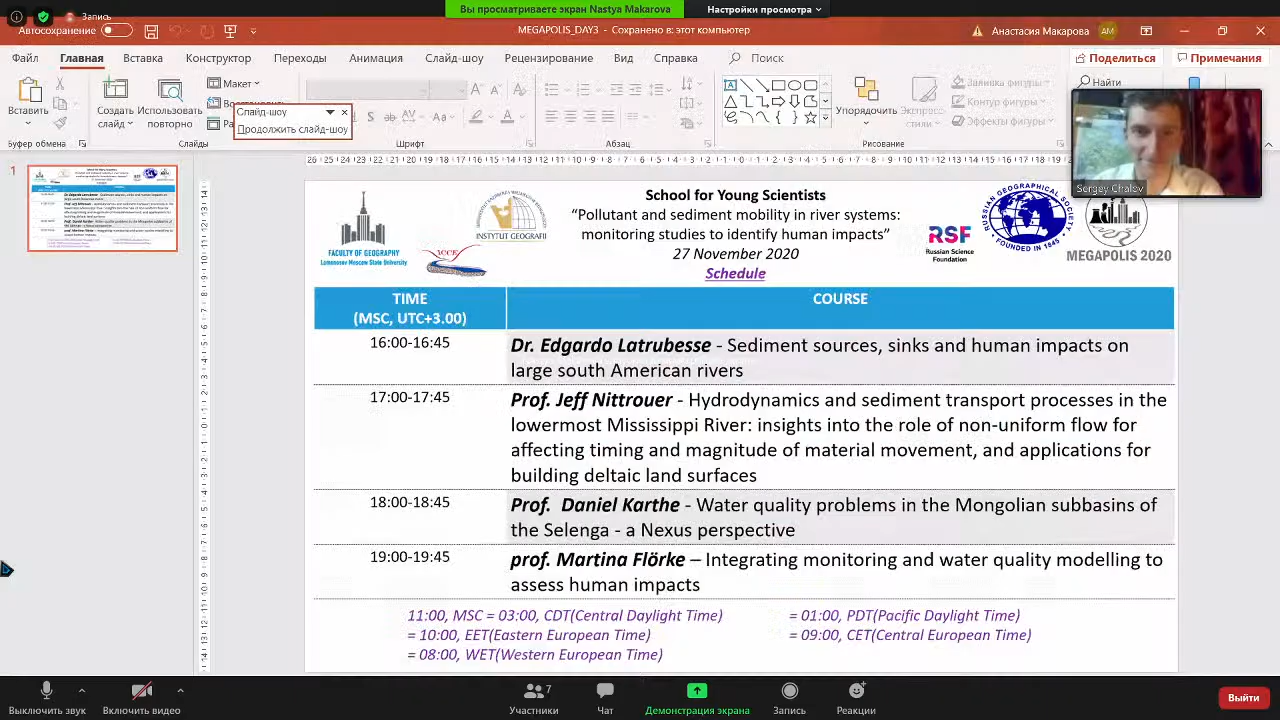 Запись
Вы просматриваете экран Nastya Makarova
Настройки просмотра
Автосохранение
MEGAPOLIS_DAY3 - Сохранено в: этот компьютер
Анастасия Макарова
АМ
Файл
Главная
Вставка
Конструктор
Переходы
Анимация
Слайд-шоу
Рецензирование
Вид
Справка
Поиск
Поделиться
Примечания
Вставить
Буфер обмена
Создать слайд
Использовать повторно
Макет
Слайды
Слайд-шоу
Продолжить слайд-шоу
Шрифт
Абзац
Упорядочить
Экспресс-стили
Заливка фигуры
Контур фигуры
Эффекты фигуры
Рисование
Найти
Sergey Chalov
1
School for Young Scientists
“Pollutant and sediment mobility in river systems:
monitoring studies to identify human impacts”
27 November 2020
Schedule
FACULTY OF GEOGRAPHY
Lomonosov Moscow State University
INSTITUT GEOGRAFII
RSF
Russian Science
Foundation
FOUNDED IN 1845
MEGAPOLIS 2020
TIME
(MSC, UTC+3.00)
COURSE
16:00-16:45
Dr. Edgardo Latrubesse - Sediment sources, sinks and human impacts on
large south American rivers
17:00-17:45
Prof. Jeff Nittrouer - Hydrodynamics and sediment transport processes in the
lowermost Mississippi River: insights into the role of non-uniform flow for
affecting timing and magnitude of material movement, and applications for
building deltaic land surfaces
18:00-18:45
Prof. Daniel Karthe - Water quality problems in the Mongolian subbasins of
the Selenga - a Nexus perspective
19:00-19:45
prof. Martina Flörke – Integrating monitoring and water quality modelling to
assess human impacts
11:00, MSC = 03:00, CDT(Central Daylight Time)
= 01:00, PDT(Pacific Daylight Time)
= 10:00, EET(Eastern European Time)
= 09:00, CET(Central European Time)
= 08:00, WET(Western European Time)
Выключить звук
Включить видео
7
Участники
Чат
Демонстрация экрана
Запись
Реакции
Выйти